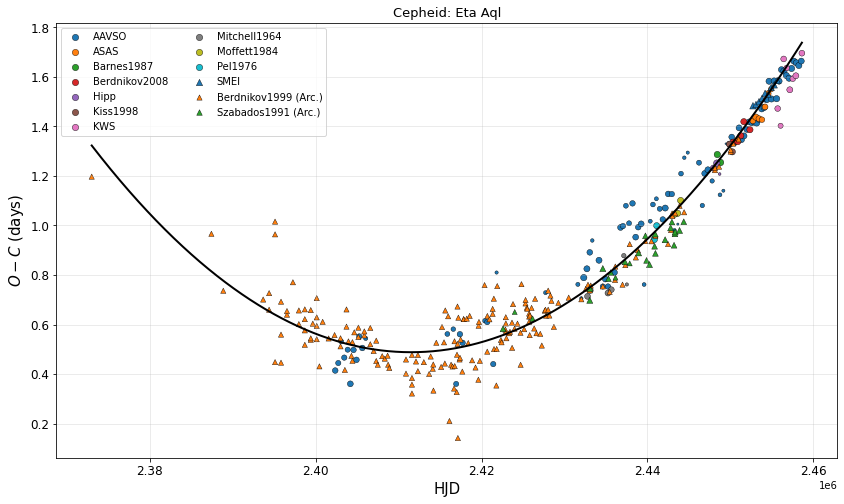 Cepheid: Eta Aql
AAVSO
ASAS
Barnes1987
Berdnikov2008
Hipp
Kiss1998
KWS
Mitchell1964
Moffett1984
Pel1976
SMEI
Berdnikov1999 (Arc.)
Szabados1991 (Arc.)
O − C (days)
1.8
1.6
1.4
1.2
1.0
0.8
0.6
0.4
0.2
2.38
2.40
2.42
2.44
2.46
1e6
HJD